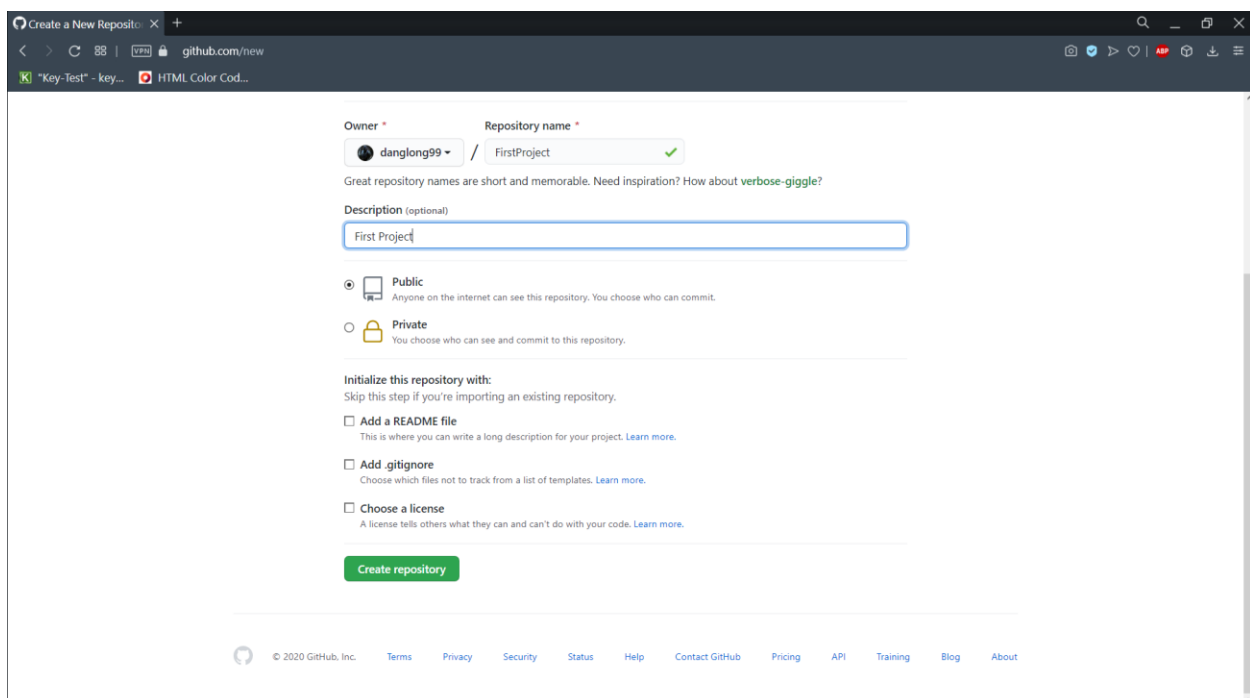 Create a New Reposito
github.com/new
VPN
ABP
"Key-Test" - key...
HTML Color Cod...
Owner *
Repository name *
danglong99
/
FirstProject
Great repository names are short and memorable. Need inspiration? How about verbose-giggle?
Description (optional)
First Project
Public
Anyone on the internet can see this repository. You choose who can commit.
Private
You choose who can see and commit to this repository.
Initialize this repository with:
Skip this step if you're importing an existing repository.
Add a README file
This is where you can write a long description for your project. Learn more.
Add .gitignore
Choose which files not to track from a list of templates. Learn more.
Choose a license
A license tells others what they can and can't do with your code. Learn more.
Create repository
© 2020 GitHub, Inc. Terms Privacy Security Status Help Contact GitHub Pricing API Training Blog About